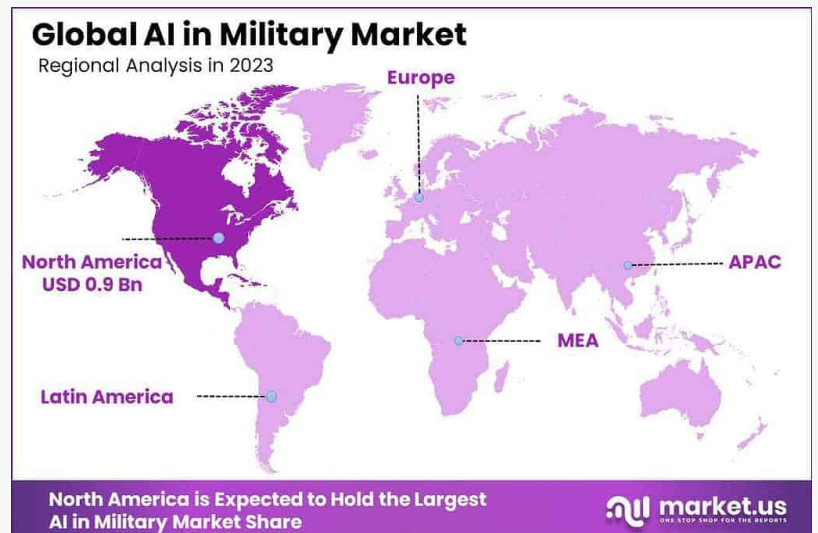 Global AI in Military Market
Regional Analysis in 2023
Europe
North America
USD 0.9 Bn
APAC
MEA
Latin America
North America is Expected to Hold the Largest
AI in Military Market Share
market.us
ONE STOP SHOP FOR THE REPORTS